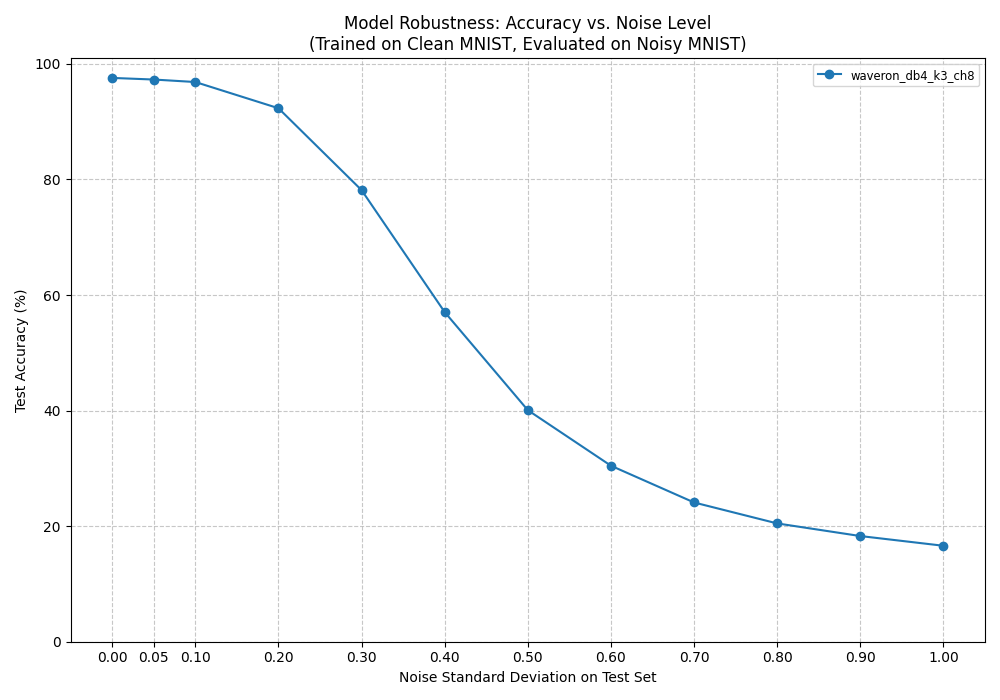 Model Robustness: Accuracy vs. Noise Level
(Trained on Clean MNIST, Evaluated on Noisy MNIST)
waveron_db4_k3_ch8
100
80
60
40
20
0
Test Accuracy (%)
0.00 0.05 0.10 0.20 0.30 0.40 0.50 0.60 0.70 0.80 0.90 1.00
Noise Standard Deviation on Test Set